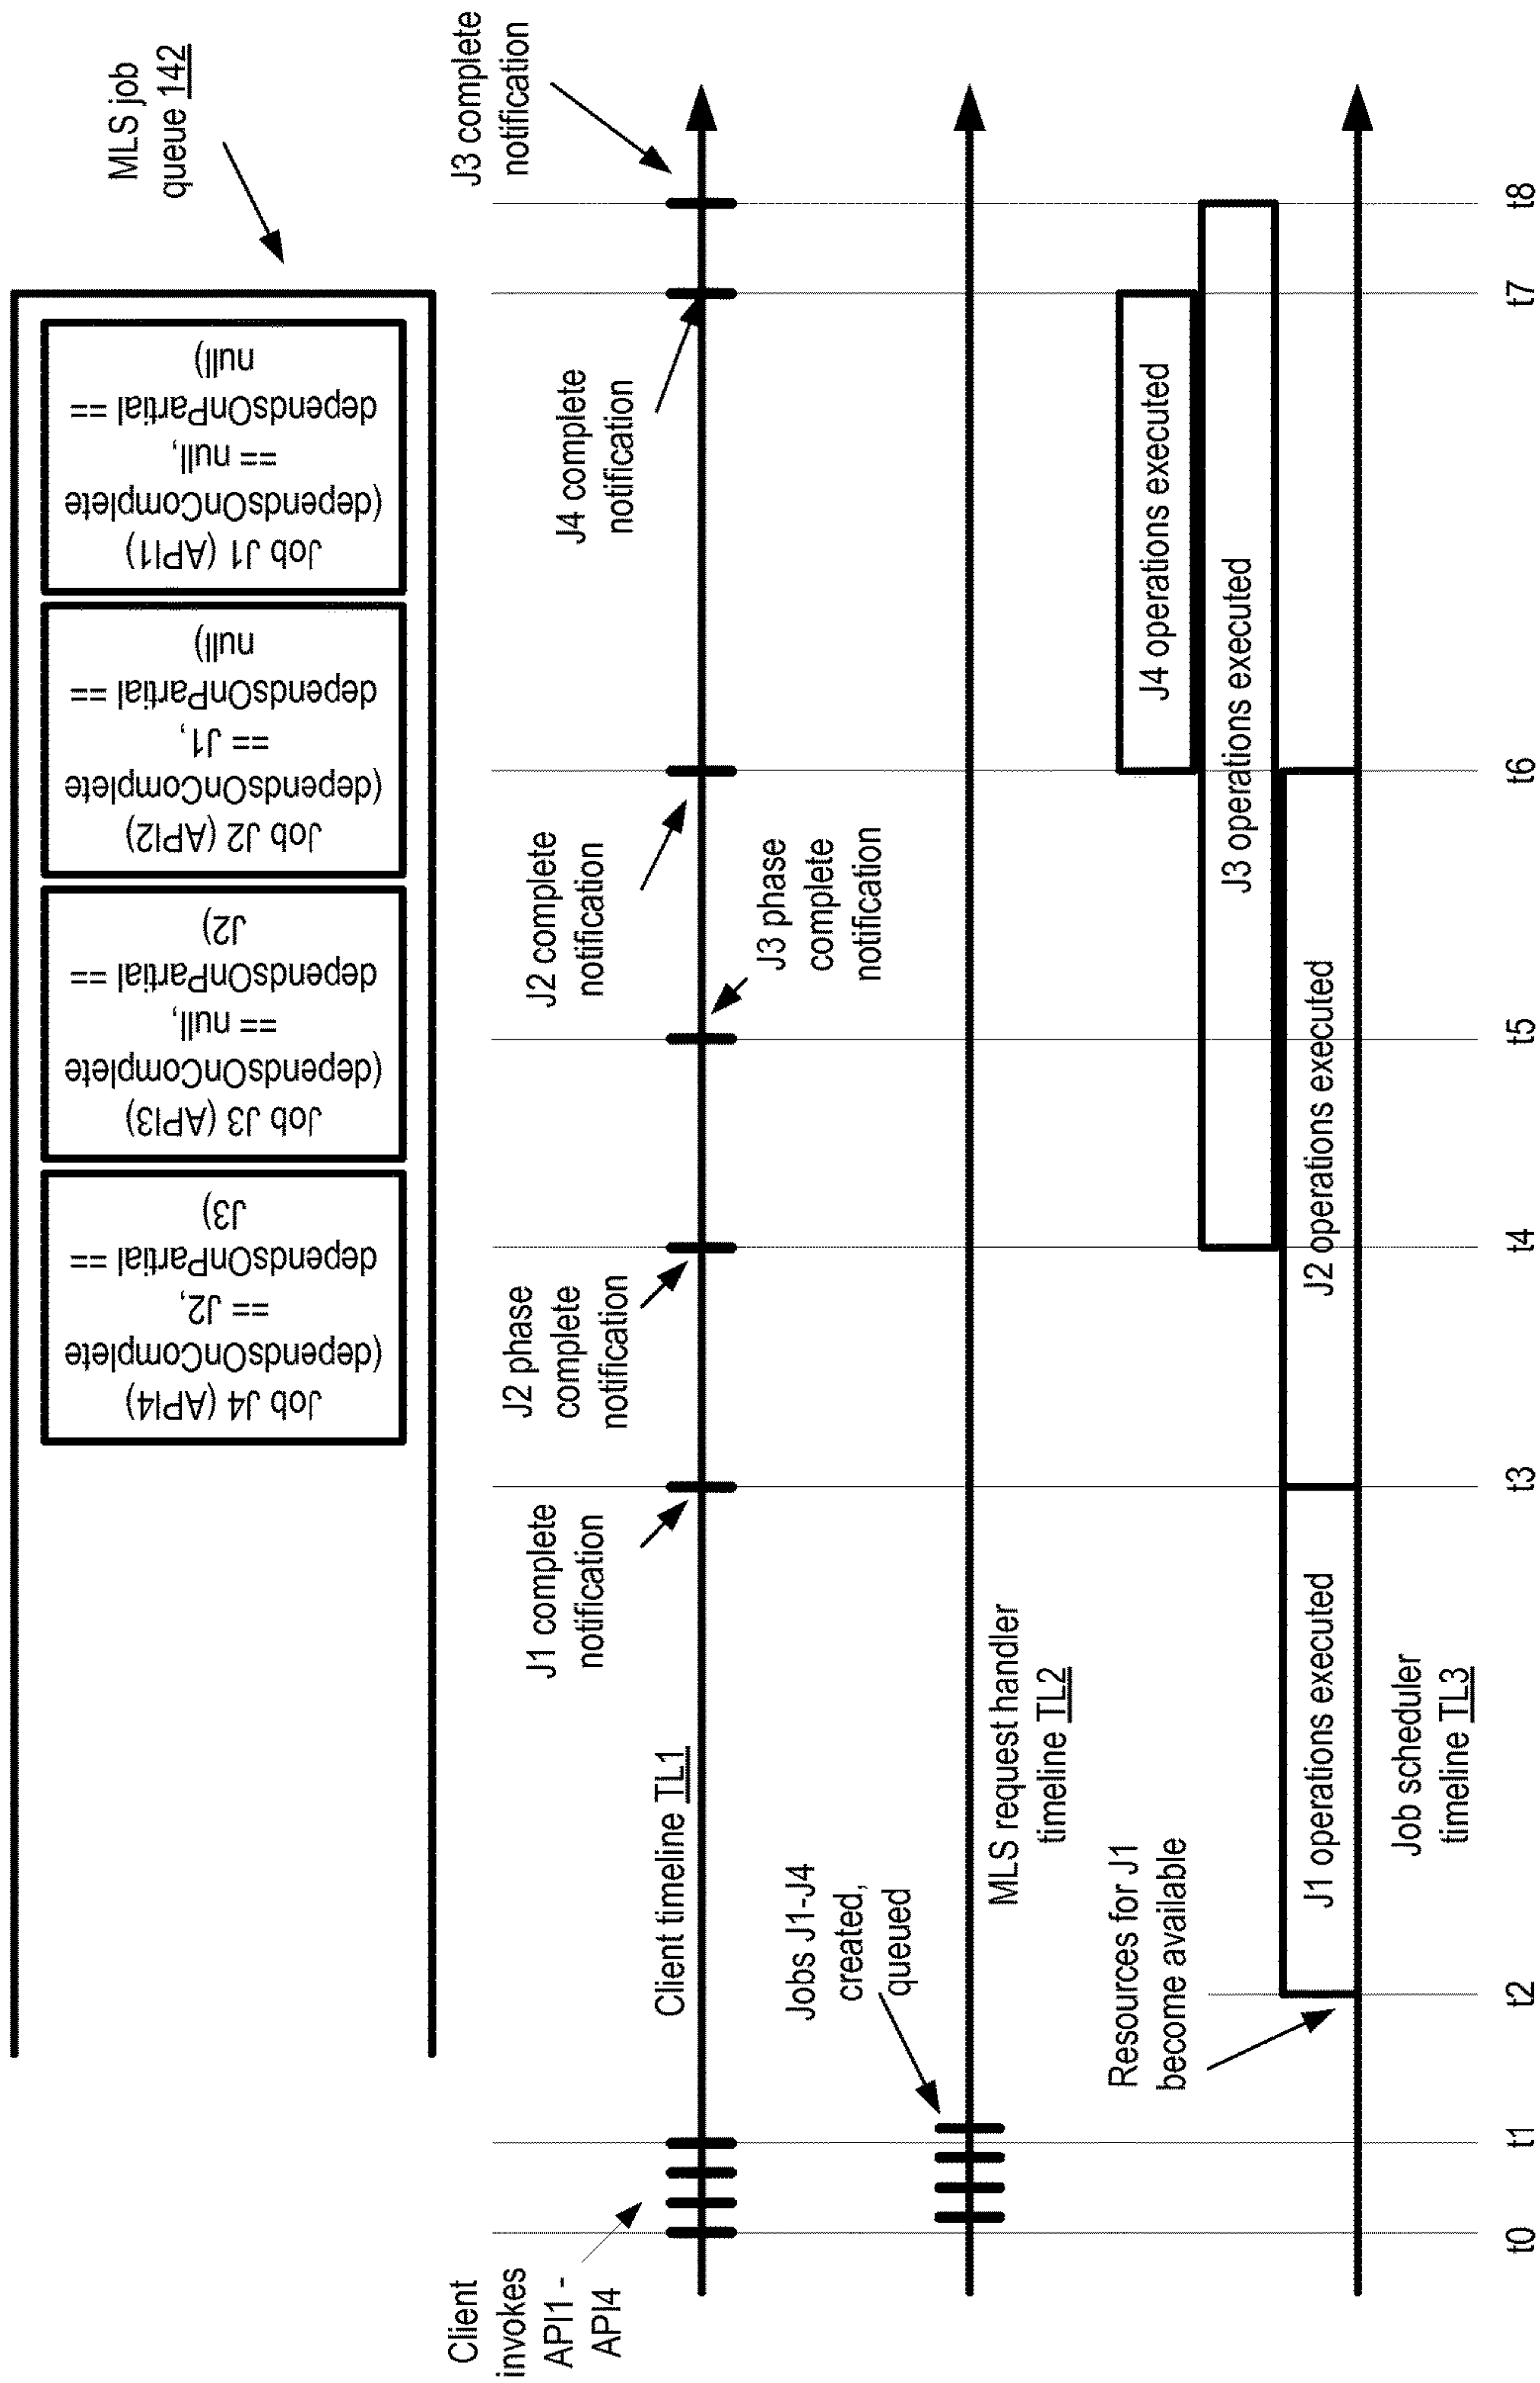 MLS job
queue 142
Job J4 (API4)
(dependsOnComplete
== J2,
dependsOnPartial ==
J3)
Job J3 (API3)
(dependsOnComplete
== null,
dependsOnPartial ==
J2)
Job J2 (API2)
(dependsOnComplete
== J1,
dependsOnPartial ==
null)
Job J1 (API1)
(dependsOnComplete
== null,
dependsOnPartial ==
null)
Client
invokes
API1 -
API4
J1 complete
notification
J2 phase
complete
notification
J2 complete
notification
J3 phase
complete
notification
J4 complete
notification
J3 complete
notification
Client timeline TL1
Jobs J1-J4
created,
queued
MLS request handler
timeline TL2
Resources for J1
become available
J4 operations executed
J3 operations executed
J1 operations executed
J2 operations executed
Job scheduler
timeline TL3
t0
t1
t2
t3
t4
t5
t6
t7
t8